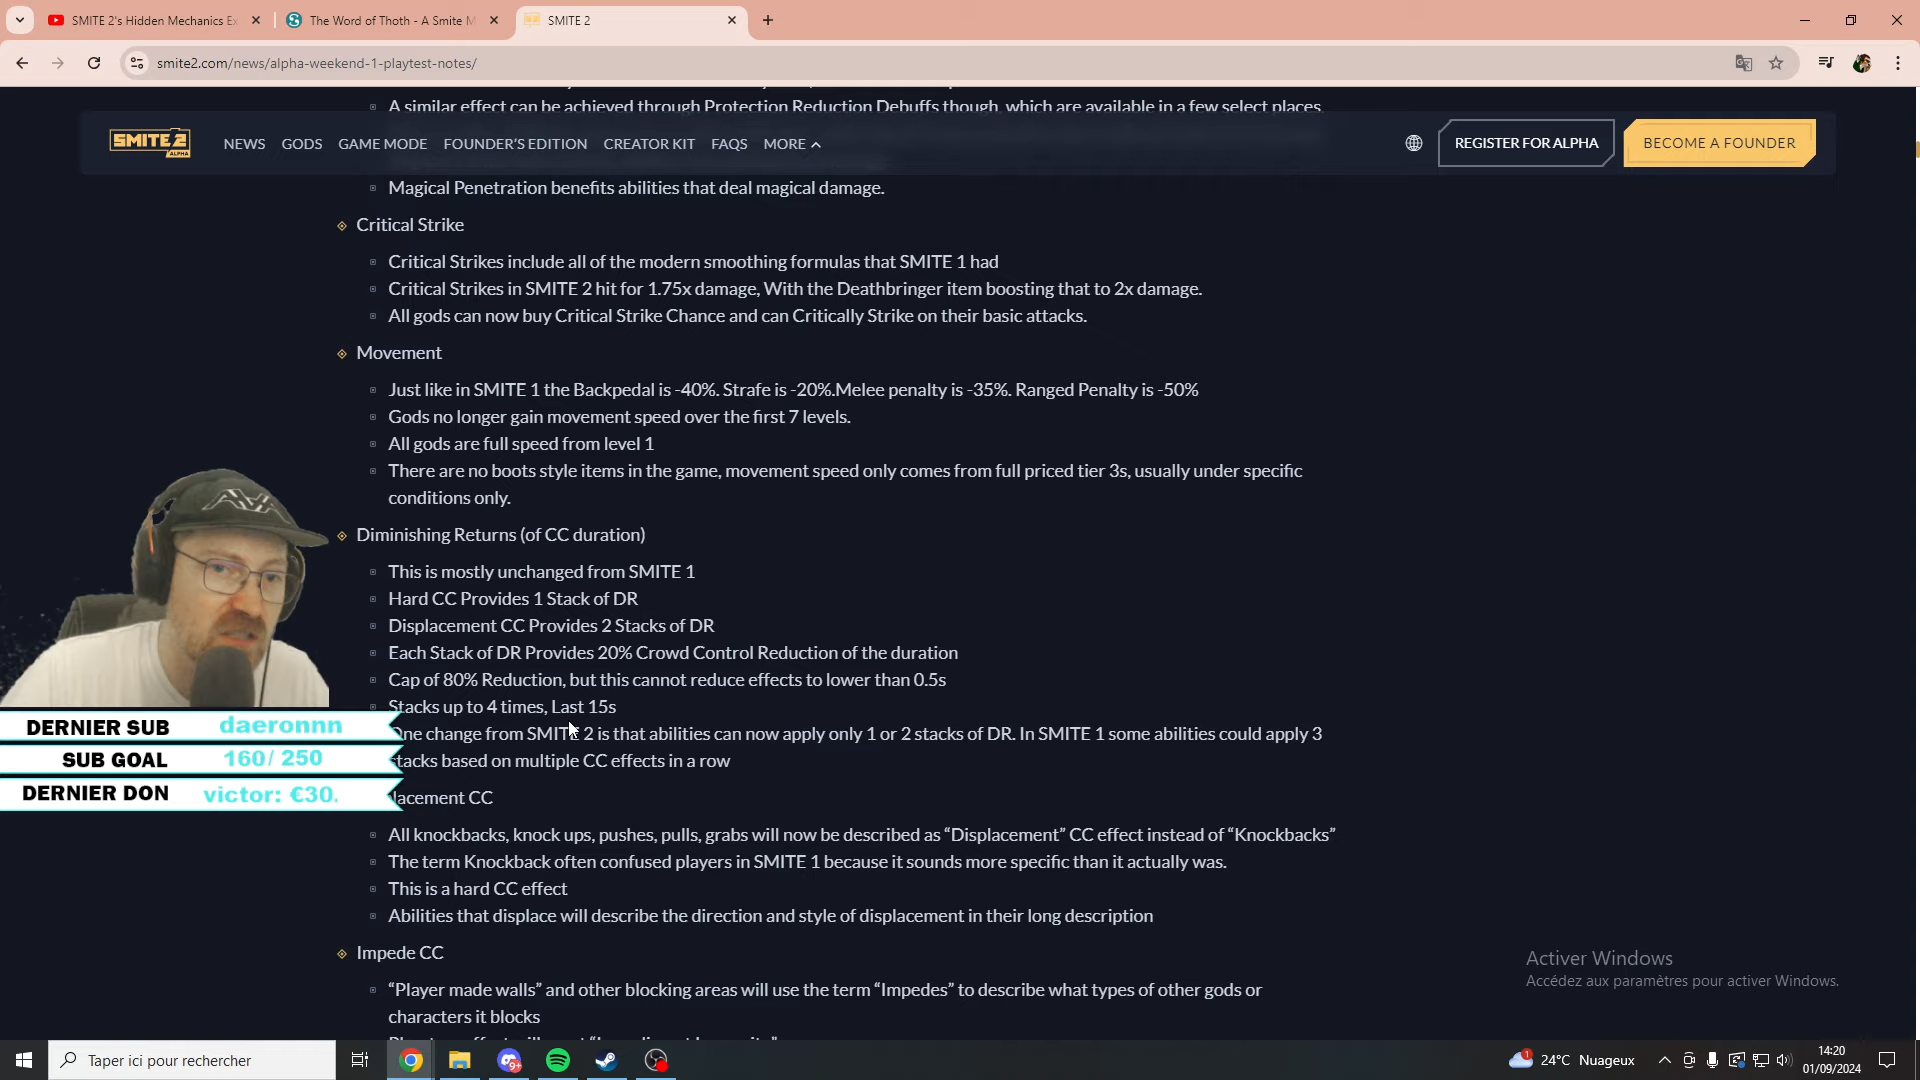 SMITE 2's Hidden Mechanics Ex
The Word of Thoth - A Smite M
SMITE 2
smite2.com/news/alpha-weekend-1-playtest-notes/
A similar effect can be achieved through Protection Reduction Debuffs though, which are available in a few select places.
SMITE 2
ALPHA
NEWS
GODS
GAME MODE
FOUNDER'S EDITION
CREATOR KIT
FAQS
MORE
REGISTER FOR ALPHA
BECOME A FOUNDER
Magical Penetration benefits abilities that deal magical damage.
Critical Strike
Critical Strikes include all of the modern smoothing formulas that SMITE 1 had
Critical Strikes in SMITE 2 hit for 1.75x damage, With the Deathbringer item boosting that to 2x damage.
All gods can now buy Critical Strike Chance and can Critically Strike on their basic attacks.
Movement
Just like in SMITE 1 the Backpedal is -40%. Strafe is -20%.Melee penalty is -35%. Ranged Penalty is -50%
Gods no longer gain movement speed over the first 7 levels.
All gods are full speed from level 1
There are no boots style items in the game, movement speed only comes from full priced tier 3s, usually under specific
conditions only.
Diminishing Returns (of CC duration)
This is mostly unchanged from SMITE 1
Hard CC Provides 1 Stack of DR
Displacement CC Provides 2 Stacks of DR
Each Stack of DR Provides 20% Crowd Control Reduction of the duration
Cap of 80% Reduction, but this cannot reduce effects to lower than 0.5s
Stacks up to 4 times, Last 15s
One change from SMITE 2 is that abilities can now apply only 1 or 2 stacks of DR. In SMITE 1 some abilities could apply 3
stacks based on multiple CC effects in a row
lacement CC
All knockbacks, knock ups, pushes, pulls, grabs will now be described as “Displacement” CC effect instead of “Knockbacks”
The term Knockback often confused players in SMITE 1 because it sounds more specific than it actually was.
This is a hard CC effect
Abilities that displace will describe the direction and style of displacement in their long description
Impede CC
“Player made walls” and other blocking areas will use the term “Impedes” to describe what types of other gods or
characters it blocks
DERNIER SUB daeronnn
SUB GOAL 160/ 250
DERNIER DON victor: €30.
Activer Windows
Accédez aux paramètres pour activer Windows.
Taper ici pour rechercher
9+
1
24°C Nuageux
14:20
01/09/2024